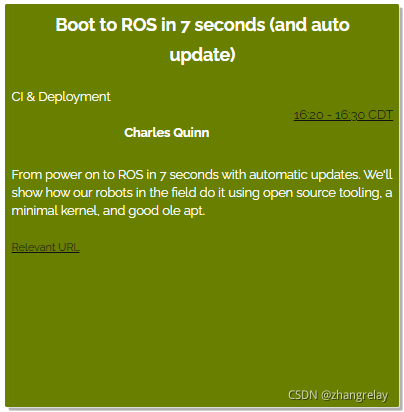 Boot to ROS in 7 seconds (and auto
update)
CI & Deployment
16:20 - 16:30 CDT
Charles Quinn
From power on to ROS in 7 seconds with automatic updates. We'll
show how our robots in the field do it using open source tooling, a
minimal kernel, and good ole apt.
Relevant URL
CSDN @zhangrelay